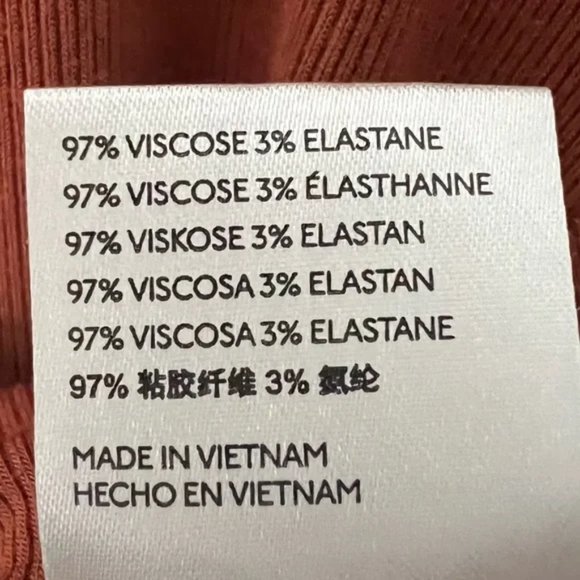 97% VISCOSE 3% ELASTANE
97% VISCOSE 3% ÉLASTHANNE
97% VISKOSE 3% ELASTAN
97% VISCOSA 3% ELASTAN
97% VISCOSA 3% ELASTANE
97% 粘胶纤维 3% 氨纶
MADE IN VIETNAM
HECHO EN VIETNAM